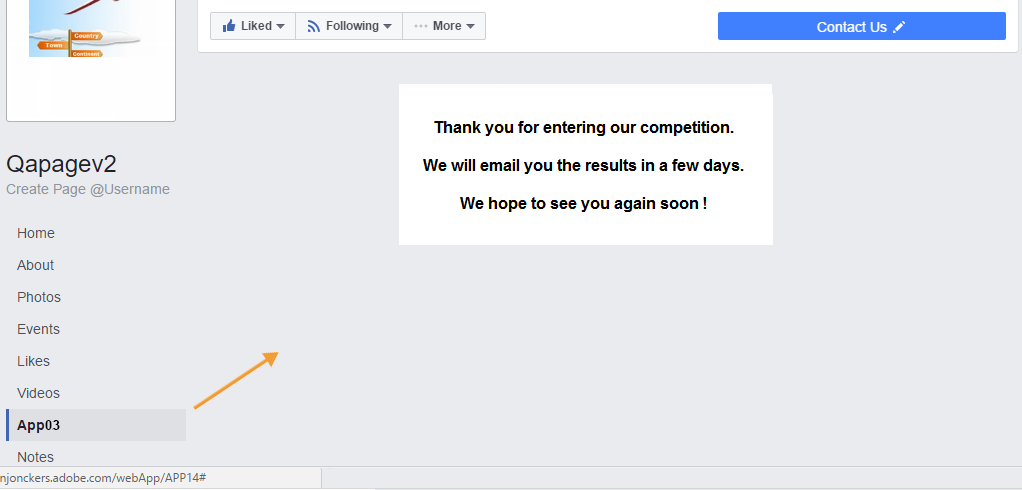 Country
Town
Continent
Liked
Following
More
Contact Us
Thank you for entering our competition.
We will email you the results in a few days.
We hope to see you again soon !
Qapagev2
Create Page @Username
Home
About
Photos
Events
Likes
Videos
App03
Notes
njonckers.adobe.com/webApp/APP14#